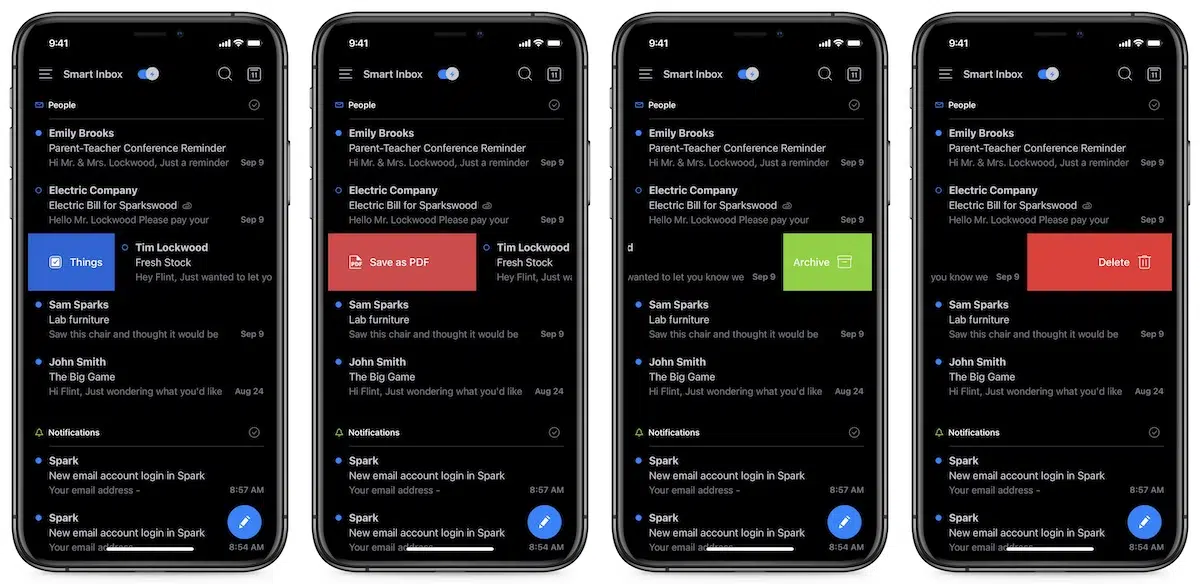 9:41
Smart Inbox
11
People
Emily Brooks
Parent-Teacher Conference Reminder
Hi Mr. & Mrs. Lockwood, Just a reminder Sep 9
Electric Company
Electric Bill for Sparkswood
Hello Mr. Lockwood Please pay your Sep 9
Things
Tim Lockwood
Fresh Stock
Hey Flint, Just wanted to let yo
Sam Sparks
Lab furniture
Saw this chair and thought it would be Sep 9
John Smith
The Big Game
Hi Flint, Just wondering what you'd like Aug 24
Notifications
Spark
New email account login in Spark
Your email address - 8:57 AM
Spark
New email account login in Spark
Your email address 8:54 AM
9:41
Smart Inbox
11
People
Emily Brooks
Parent-Teacher Conference Reminder
Hi Mr. & Mrs. Lockwood, Just a reminder Sep 9
Electric Company
Electric Bill for Sparkswood
Hello Mr. Lockwood Please pay your Sep 9
PDF Save as PDF
Tim Lockwood
Fresh Stock
Hey Flint, Just wa
Sam Sparks
Lab furniture
Saw this chair and thought it would be Sep 9
John Smith
The Big Game
Hi Flint, Just wondering what you'd like Aug 24
Notifications
Spark
New email account login in Spark
Your email address - 8:57 AM
Spark
New email account login in Spark
Your email address 8:54 AM
9:41
Smart Inbox
11
People
Emily Brooks
Parent-Teacher Conference Reminder
Hi Mr. & Mrs. Lockwood, Just a reminder Sep 9
Electric Company
Electric Bill for Sparkswood
Hello Mr. Lockwood Please pay your Sep 9
d
wanted to let you know we Sep 9
Archive
Sam Sparks
Lab furniture
Saw this chair and thought it would be Sep 9
John Smith
The Big Game
Hi Flint, Just wondering what you'd like Aug 24
Notifications
Spark
New email account login in Spark
Your email address - 8:57 AM
Spark
New email account login in Spark
Your email address 8:54 AM
9:41
Smart Inbox
11
People
Emily Brooks
Parent-Teacher Conference Reminder
Hi Mr. & Mrs. Lockwood, Just a reminder Sep 9
Electric Company
Electric Bill for Sparkswood
Hello Mr. Lockwood Please pay your Sep 9
you know we Sep 9
Delete
Sam Sparks
Lab furniture
Saw this chair and thought it would be Sep 9
John Smith
The Big Game
Hi Flint, Just wondering what you'd like Aug 24
Notifications
Spark
New email account login in Spark
Your email address - 8:57 AM
Spark
New email account login in Spark
Your email address 8:54 AM